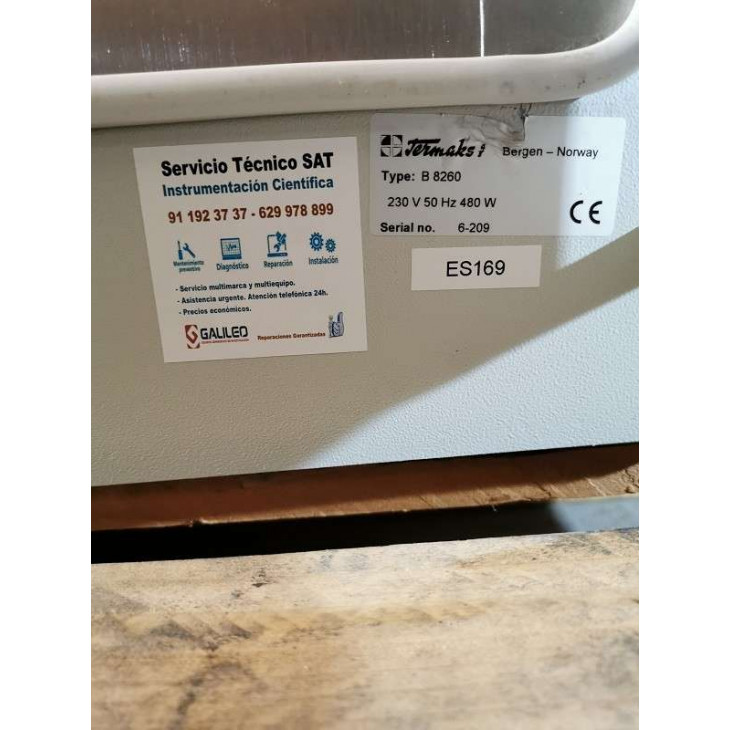 Servicio Técnico SAT
Instrumentación Científica
91 192 37 37 - 629 978 899
Mantenimiento
preventivo
Diagnóstico
Reparación
Instalación
- Servicio multimarca y multiequipo.
- Asistencia urgente. Atención telefónica 24h.
- Precios económicos.
GALILEO
Reparaciones Garantizadas
Termaks
Bergen – Norway
Type: B 8260
230 V 50 Hz 480 W
Serial no. 6-209
CE
ES169